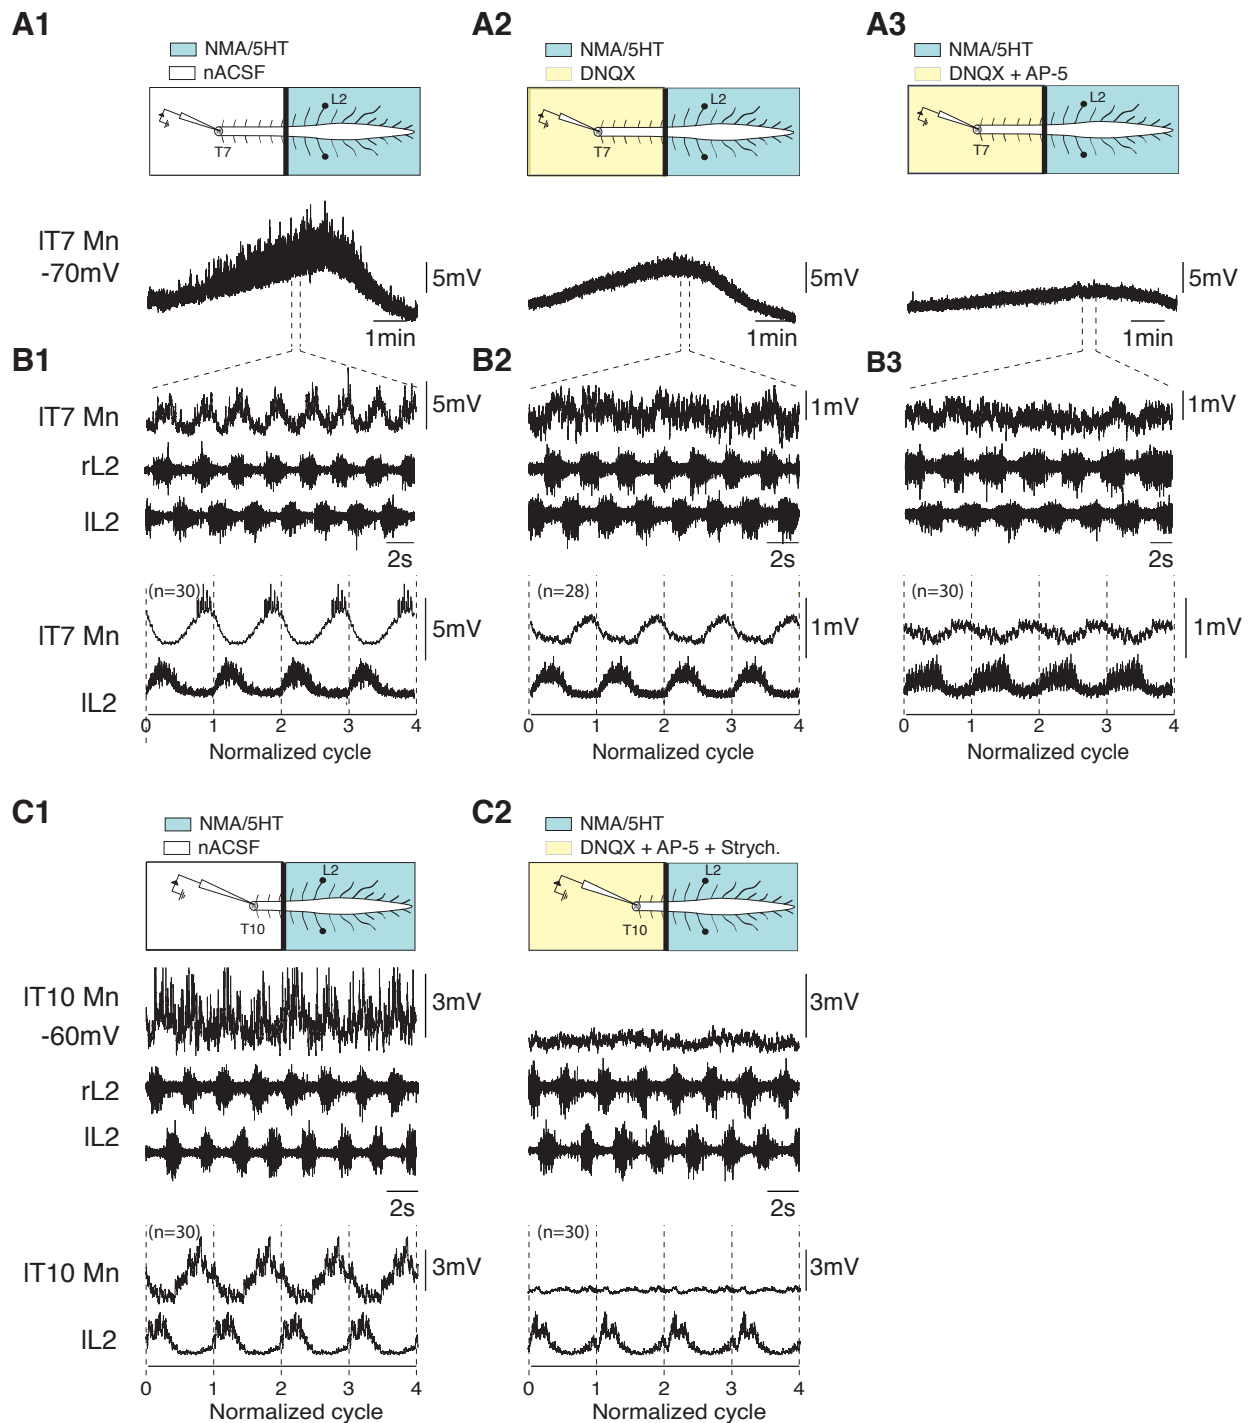 A1
NMA/5HT
nACSF
L2
T7
A2
NMA/5HT
DNQX
L2
T7
A3
NMA/5HT
DNQX + AP-5
L2
T7
lT7 Mn
-70mV
5mV
1min
5mV
1min
5mV
1min
B1
lT7 Mn
5mV
rL2
lL2
2s
B2
1mV
2s
B3
1mV
2s
(n=30)
lT7 Mn
5mV
lL2
0 1 2 3 4
Normalized cycle
(n=28)
1mV
0 1 2 3 4
Normalized cycle
(n=30)
1mV
0 1 2 3 4
Normalized cycle
C1
NMA/5HT
nACSF
L2
T10
C2
NMA/5HT
DNQX + AP-5 + Strych.
L2
T10
lT10 Mn
-60mV
3mV
3mV
rL2
lL2
2s
2s
(n=30)
lT10 Mn
3mV
lL2
0 1 2 3 4
Normalized cycle
(n=30)
3mV
0 1 2 3 4
Normalized cycle